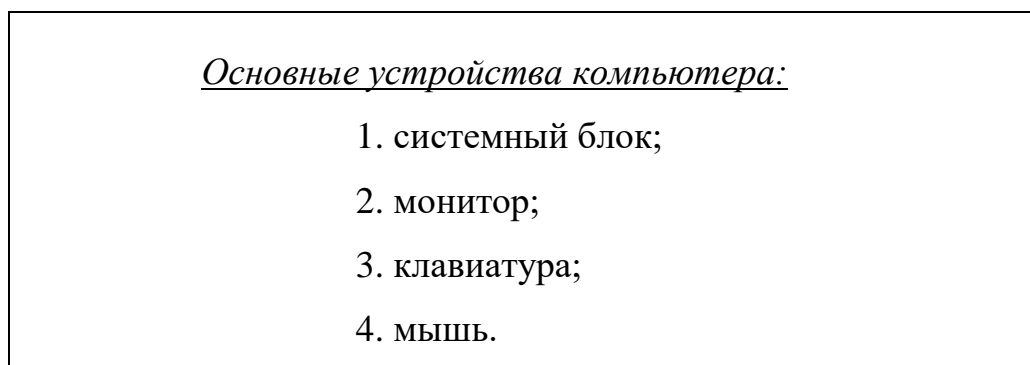 Основные устройства компьютера:
1. системный блок;
2. монитор;
3. клавиатура;
4. мышь.